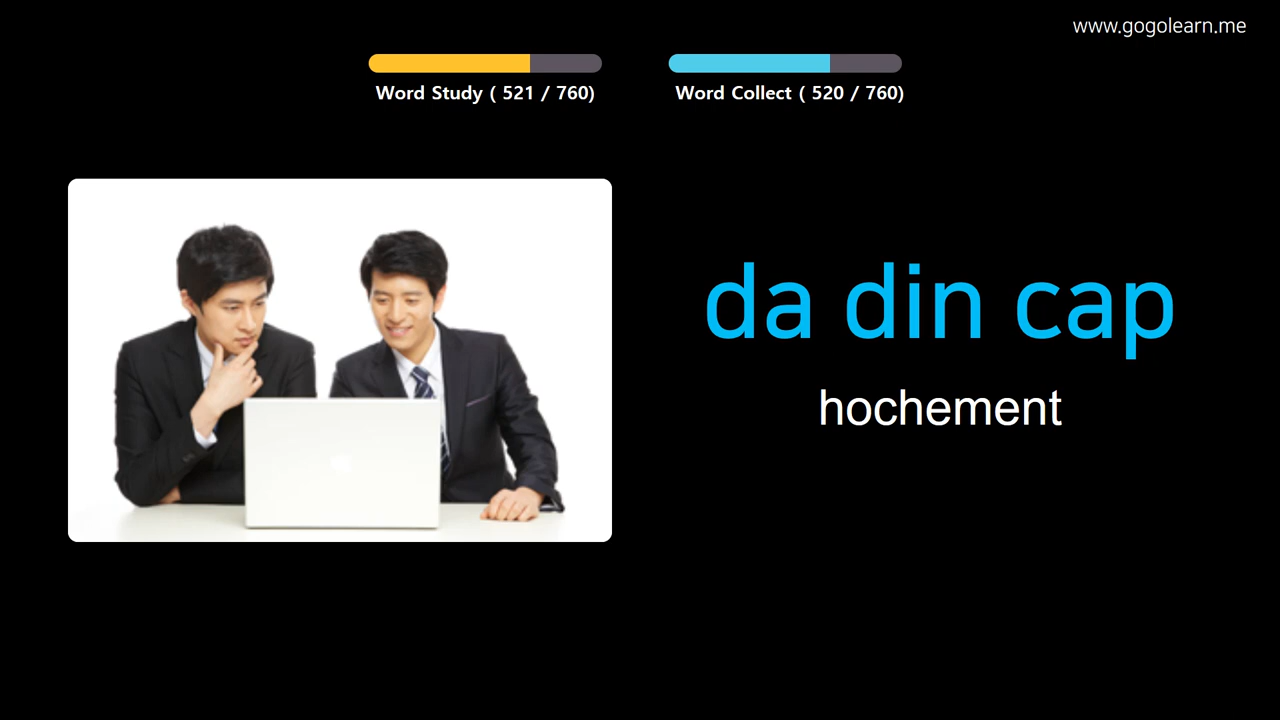 www.gogolearn.me
Word Study ( 521 / 760)
Word Collect ( 520 / 760)
da din cap
hochement